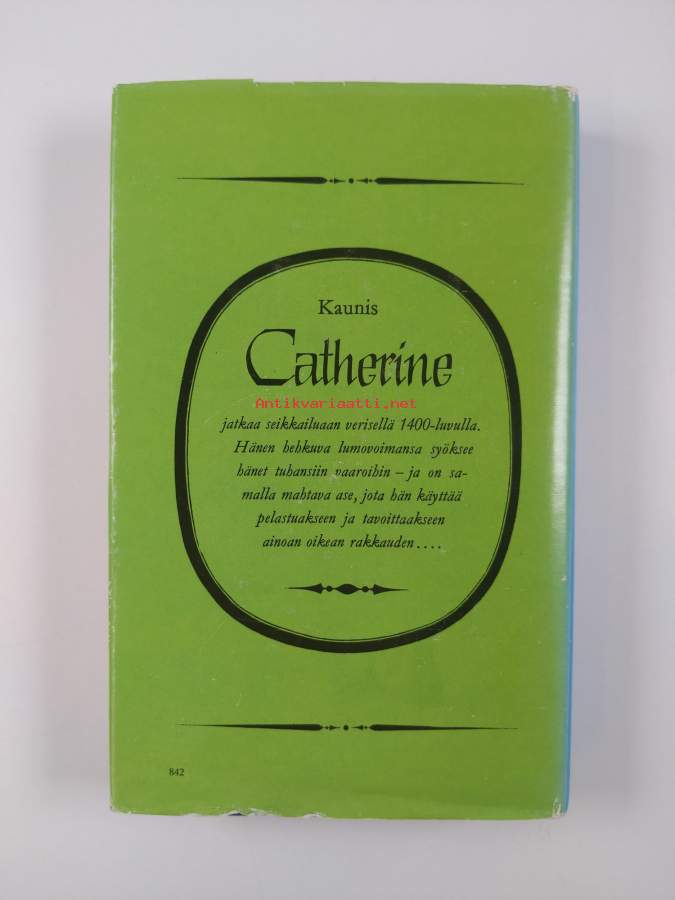 Kaunis
Catherine
Antikvariaatti.net
jatkaa seikkailuaan verisellä 1400-luvulla.
Hänen hehkuva lumovoimansa syöksee
hänet tuhansiin vaaroihin – ja on sa-
malla mahtava ase, jota hän käyttää
pelastuakseen ja tavoittaakseen
ainoan oikean rakkauden....
842